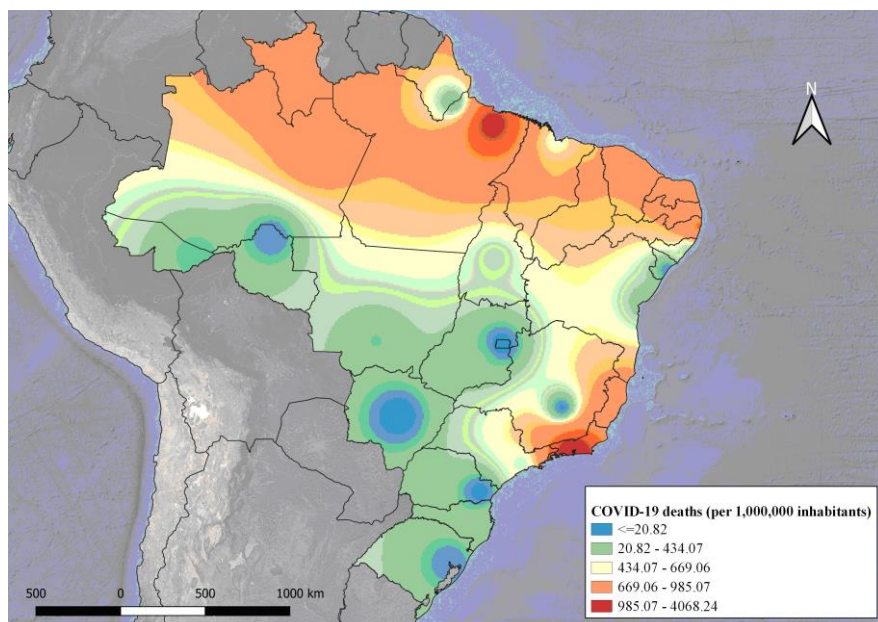 N
COVID-19 deaths (per 1,000,000 inhabitants)
<=20.82
20.82 - 434.07
434.07 - 669.06
669.06 - 985.07
985.07 - 4068.24
500 0 500 1000 km